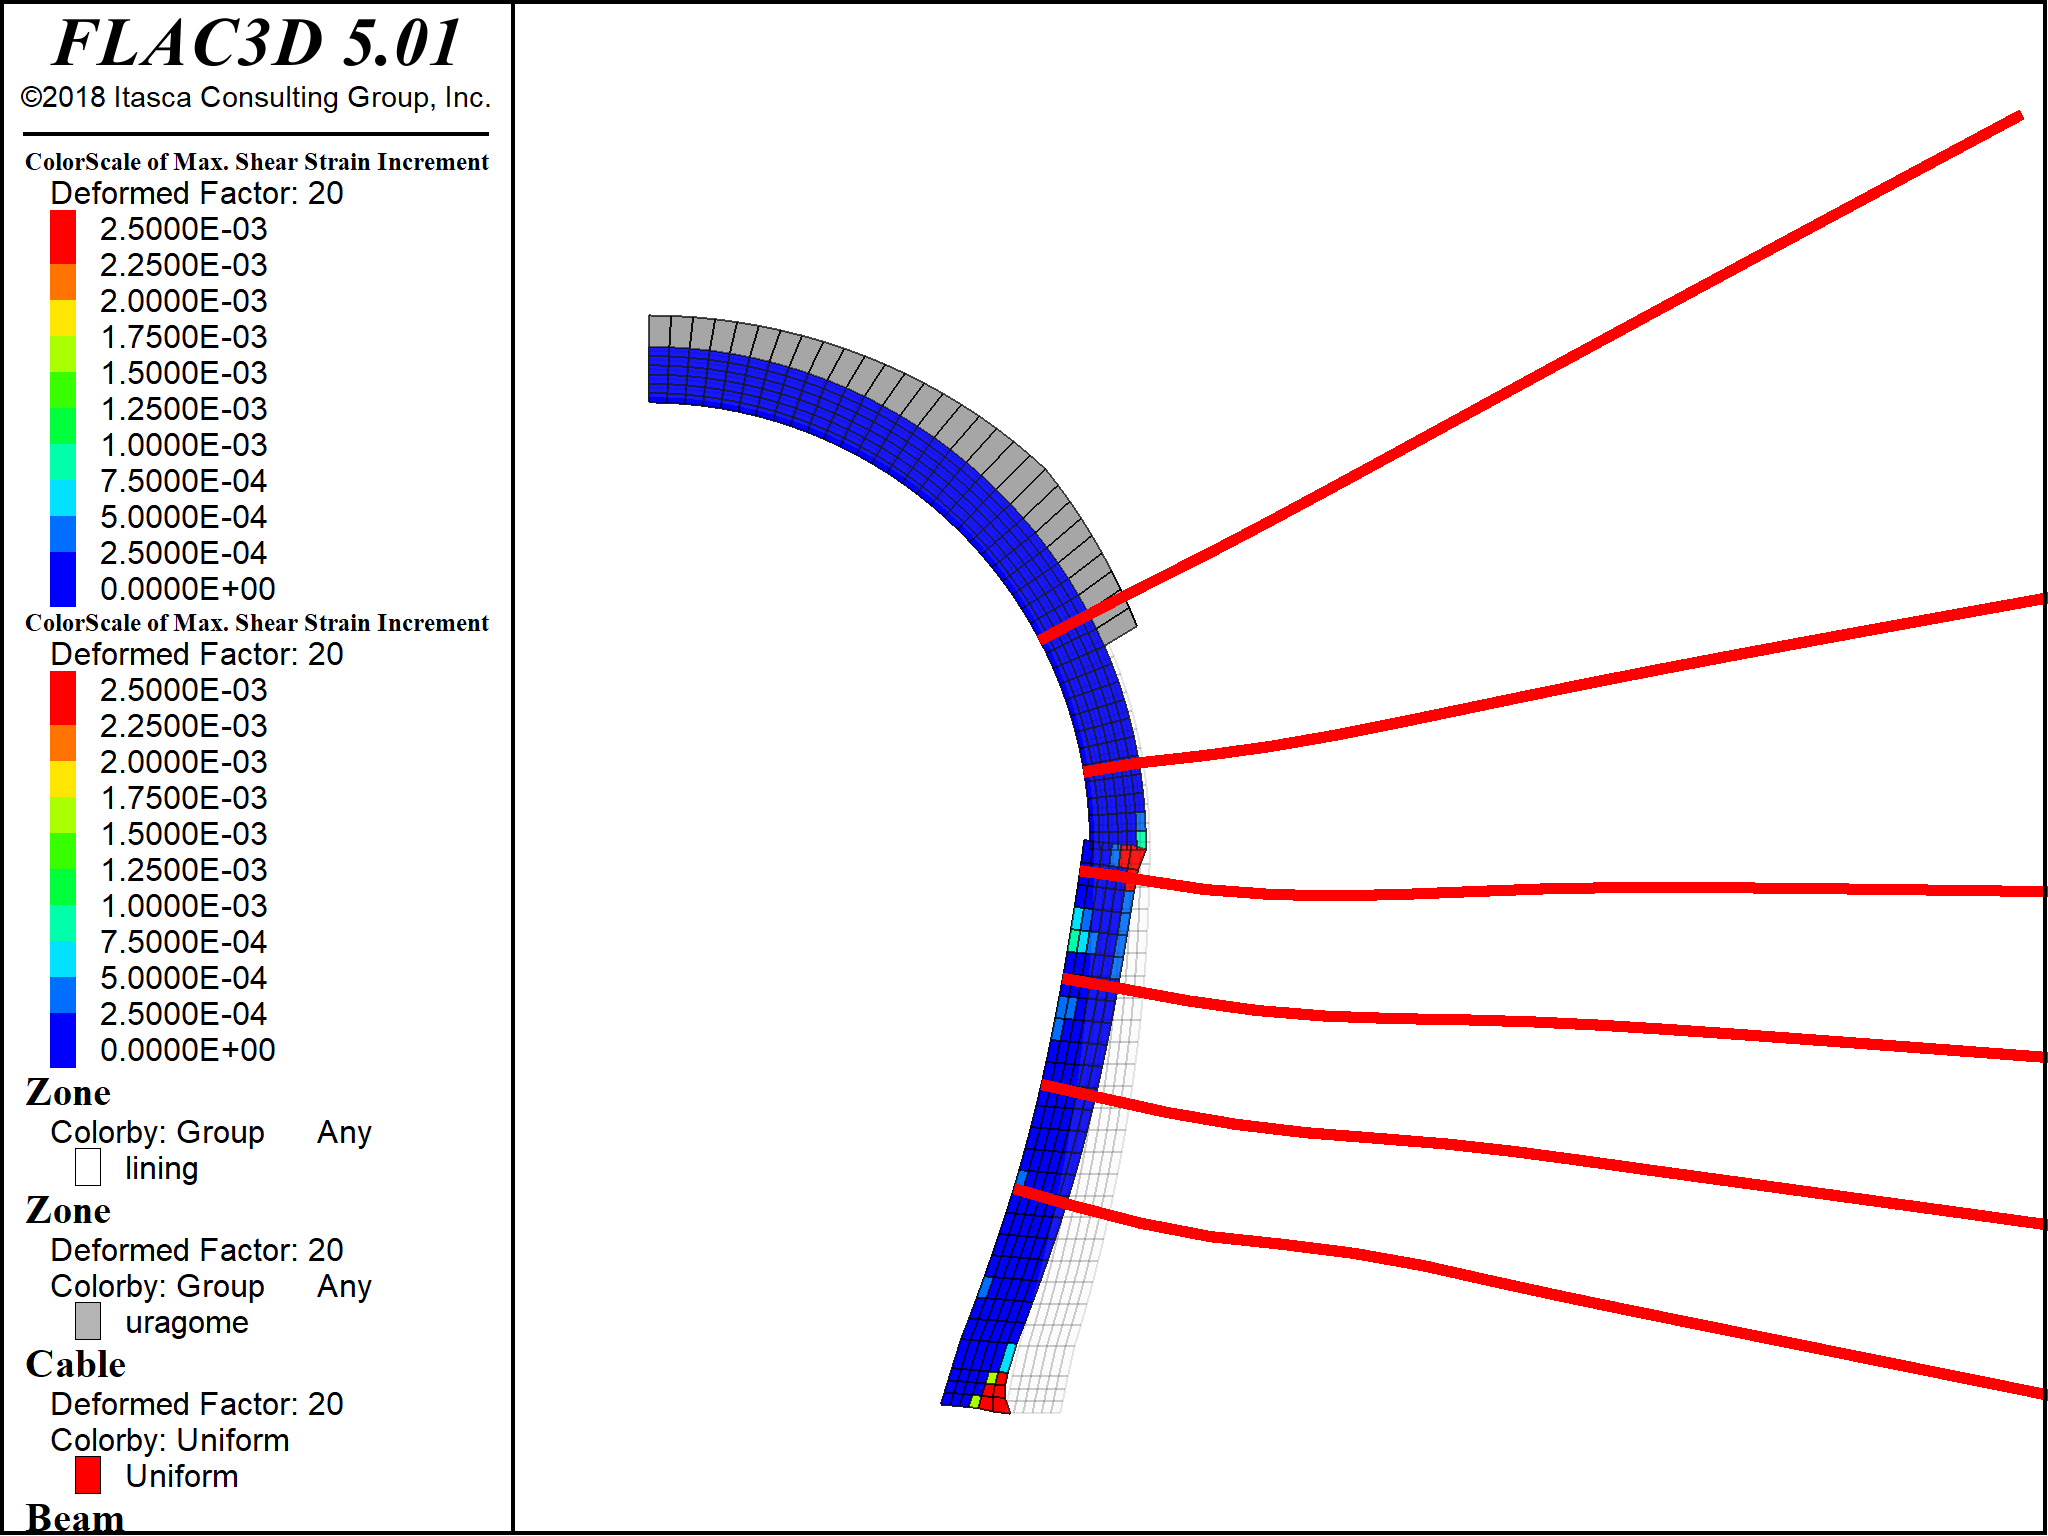 FLAC3D 5.01
©2018 Itasca Consulting Group, Inc.
ColorScale of Max. Shear Strain Increment
Deformed Factor: 20
2.5000E-03
2.2500E-03
2.0000E-03
1.7500E-03
1.5000E-03
1.2500E-03
1.0000E-03
7.5000E-04
5.0000E-04
2.5000E-04
0.0000E+00
ColorScale of Max. Shear Strain Increment
Deformed Factor: 20
2.5000E-03
2.2500E-03
2.0000E-03
1.7500E-03
1.5000E-03
1.2500E-03
1.0000E-03
7.5000E-04
5.0000E-04
2.5000E-04
0.0000E+00
Zone
Colorby: Group Any
lining
Zone
Deformed Factor: 20
Colorby: Group Any
uragome
Cable
Deformed Factor: 20
Colorby: Uniform
Uniform
Beam